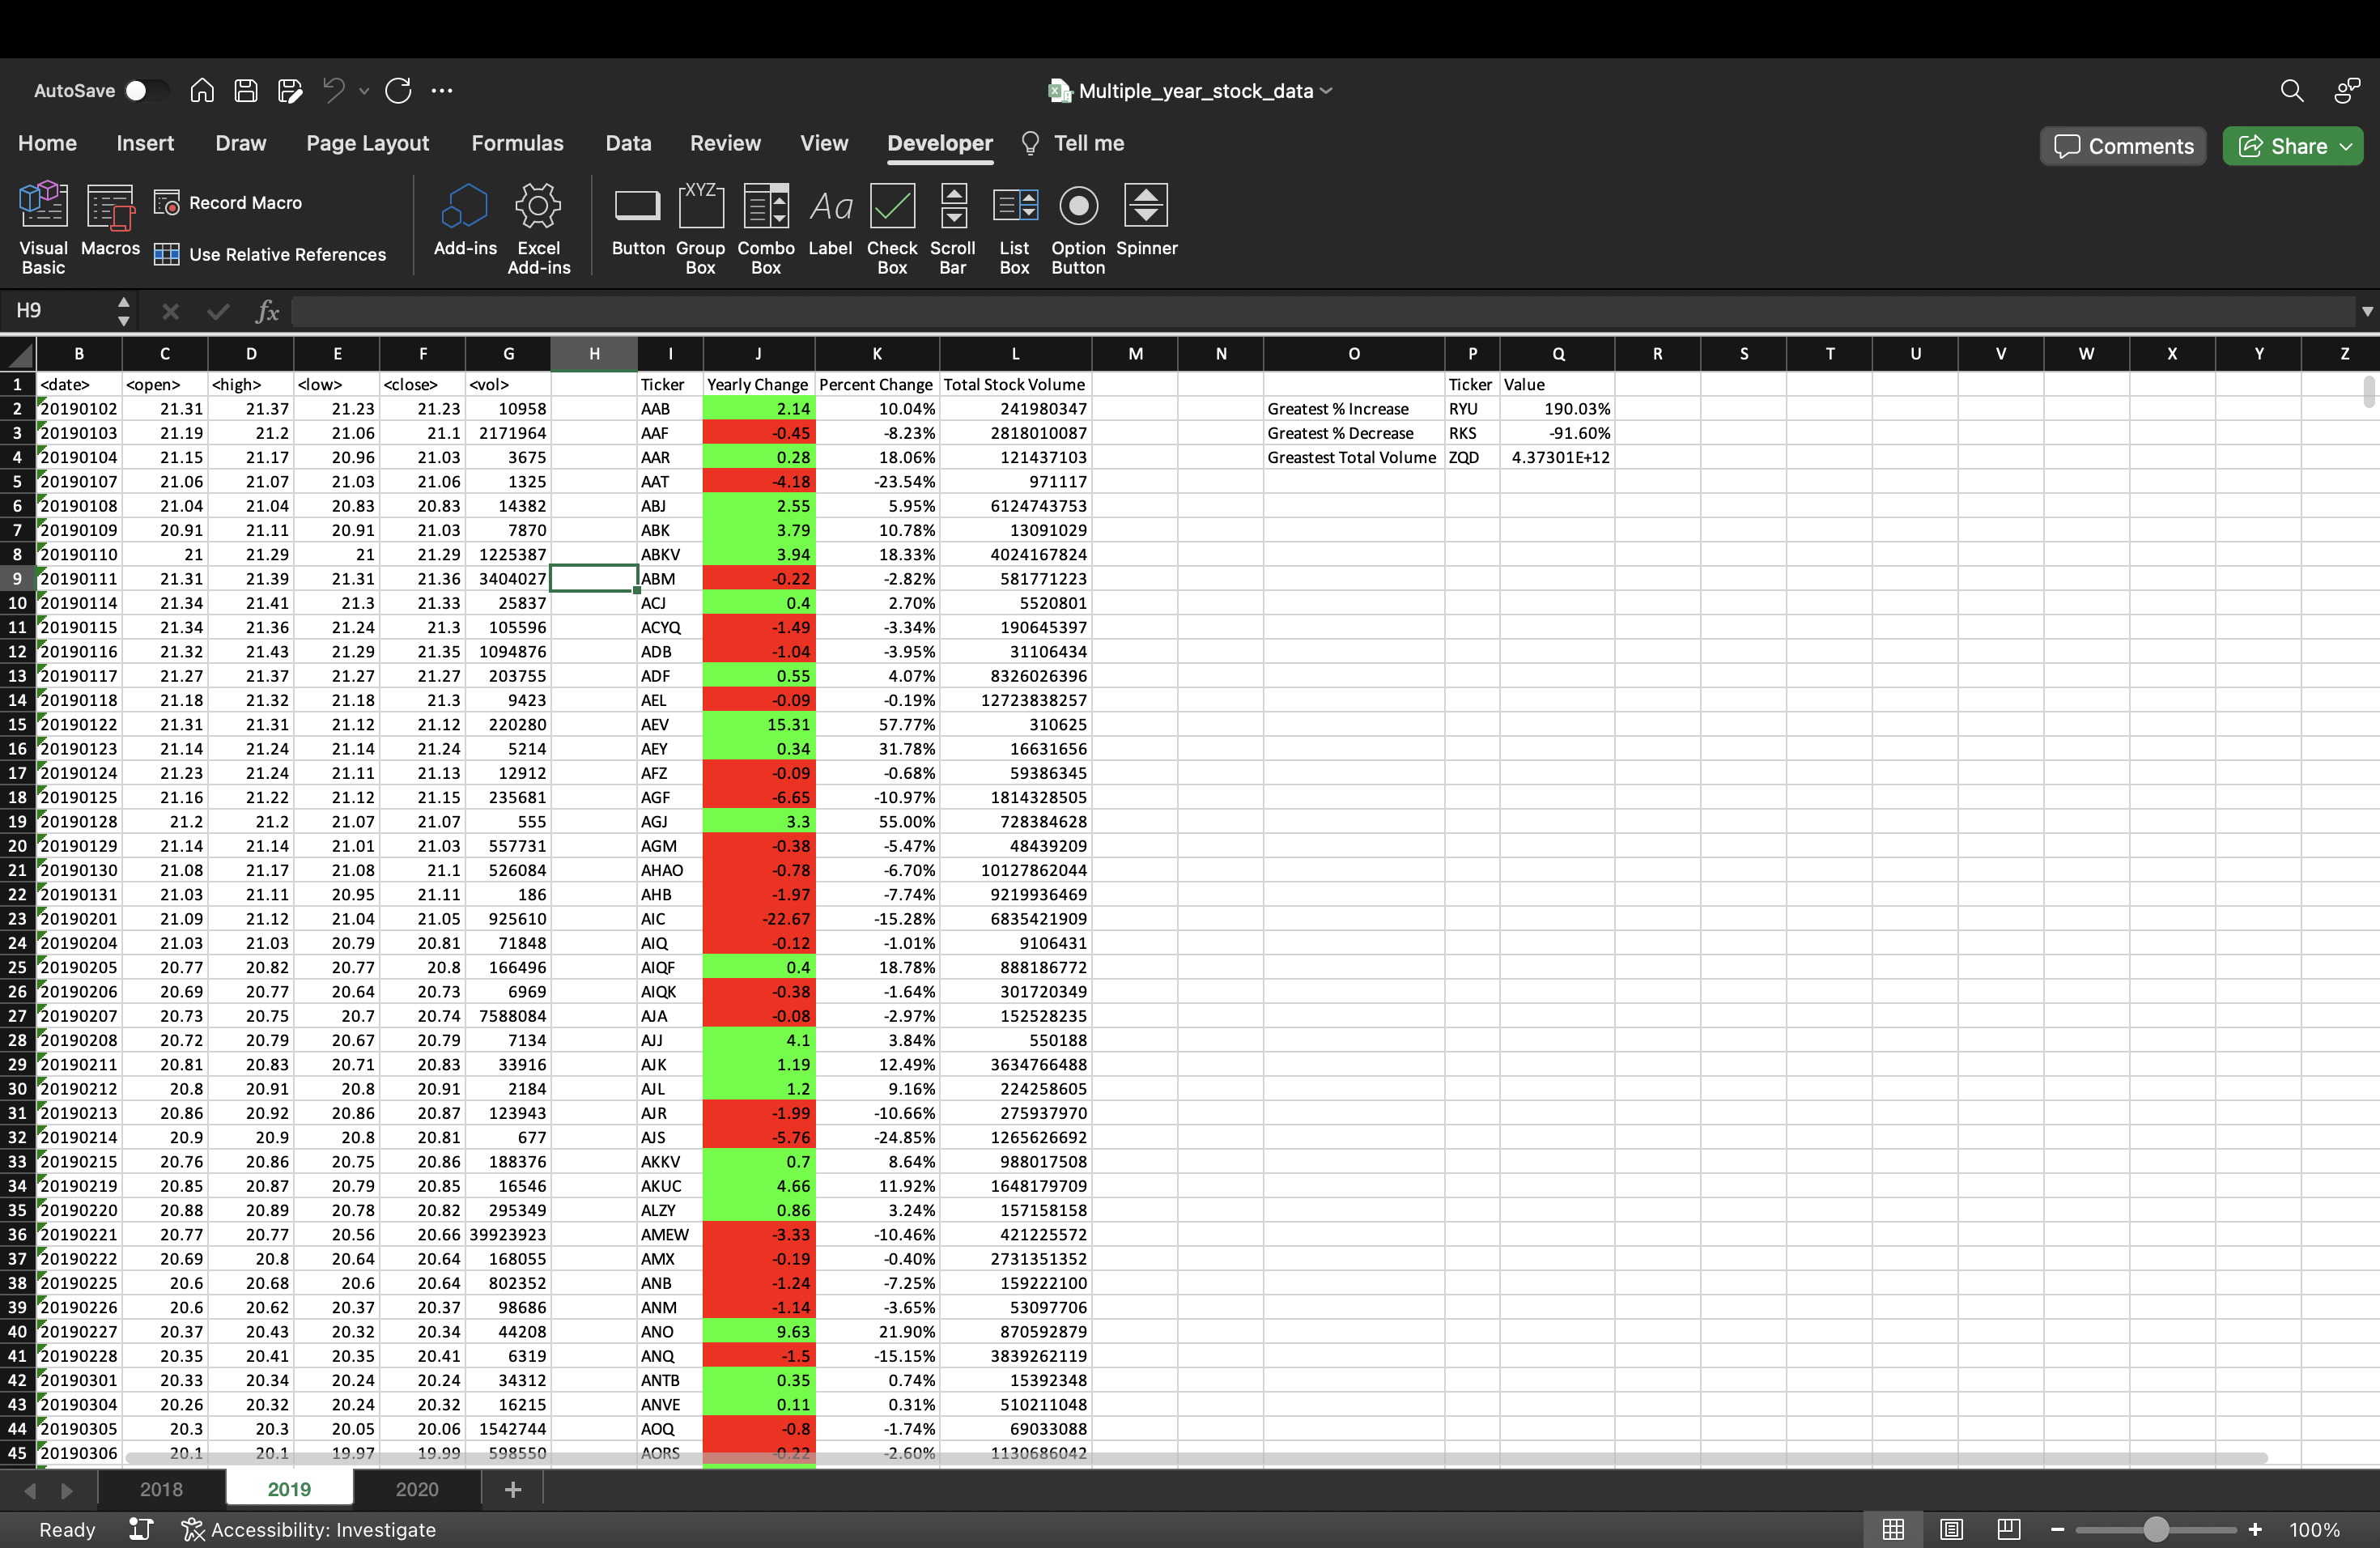 AutoSave Multiple_year_stock_data
Home Insert Draw Page Layout Formulas Data Review View Developer Tell me Comments Share
Visual Basic Macros Record Macro Use Relative References Add-ins Excel Add-ins Button XYZ Group Box Combo Box Aa Label Check Box Scroll Bar List Box Option Button Spinner
H9 fx
B C D E F G H I J K L M N O P Q R S T U V W X Y Z
1 <date> <open> <high> <low> <close> <vol> Ticker Yearly Change Percent Change Total Stock Volume Ticker Value
2 20190102 21.31 21.37 21.23 21.23 10958 AAB 2.14 10.04% 241980347 Greatest % Increase RYU 190.03%
3 20190103 21.19 21.2 21.06 21.1 2171964 AAF -0.45 -8.23% 2818010087 Greatest % Decrease RKS -91.60%
4 20190104 21.15 21.17 20.96 21.03 3675 AAR 0.28 18.06% 121437103 Greastest Total Volume ZQD 4.37301E+12
5 20190107 21.06 21.07 21.03 21.06 1325 AAT -4.18 -23.54% 971117
6 20190108 21.04 21.04 20.83 20.83 14382 ABJ 2.55 5.95% 6124743753
7 20190109 20.91 21.11 20.91 21.03 7870 ABK 3.79 10.78% 13091029
8 20190110 21 21.29 21 21.29 1225387 ABKV 3.94 18.33% 4024167824
9 20190111 21.31 21.39 21.31 21.36 3404027 ABM -0.22 -2.82% 581771223
10 20190114 21.34 21.41 21.3 21.33 25837 ACJ 0.4 2.70% 5520801
11 20190115 21.34 21.36 21.24 21.3 105596 ACYQ -1.49 -3.34% 190645397
12 20190116 21.32 21.43 21.29 21.35 1094876 ADB -1.04 -3.95% 31106434
13 20190117 21.27 21.37 21.27 21.27 203755 ADF 0.55 4.07% 8326026396
14 20190118 21.18 21.32 21.18 21.3 9423 AEL -0.09 -0.19% 12723838257
15 20190122 21.31 21.31 21.12 21.12 220280 AEV 15.31 57.77% 310625
16 20190123 21.14 21.24 21.14 21.24 5214 AEY 0.34 31.78% 16631656
17 20190124 21.23 21.24 21.11 21.13 12912 AFZ -0.09 -0.68% 59386345
18 20190125 21.16 21.22 21.12 21.15 235681 AGF -6.65 -10.97% 1814328505
19 20190128 21.2 21.2 21.07 21.07 555 AGJ 3.3 55.00% 728384628
20 20190129 21.14 21.14 21.01 21.03 557731 AGM -0.38 -5.47% 48439209
21 20190130 21.08 21.17 21.08 21.1 526084 AHAO -0.78 -6.70% 10127862044
22 20190131 21.03 21.11 20.95 21.11 186 AHB -1.97 -7.74% 9219936469
23 20190201 21.09 21.12 21.04 21.05 925610 AIC -22.67 -15.28% 6835421909
24 20190204 21.03 21.03 20.79 20.81 71848 AIQ -0.12 -1.01% 9106431
25 20190205 20.77 20.82 20.77 20.8 166496 AIQF 0.4 18.78% 888186772
26 20190206 20.69 20.77 20.64 20.73 6969 AIQK -0.38 -1.64% 301720349
27 20190207 20.73 20.75 20.7 20.74 7588084 AJA -0.08 -2.97% 152528235
28 20190208 20.72 20.79 20.67 20.79 7134 AJJ 4.1 3.84% 550188
29 20190211 20.81 20.83 20.71 20.83 33916 AJK 1.19 12.49% 3634766488
30 20190212 20.8 20.91 20.8 20.91 2184 AJL 1.2 9.16% 224258605
31 20190213 20.86 20.92 20.86 20.87 123943 AJR -1.99 -10.66% 275937970
32 20190214 20.9 20.9 20.8 20.81 677 AJS -5.76 -24.85% 1265626692
33 20190215 20.76 20.86 20.75 20.86 188376 AKKV 0.7 8.64% 988017508
34 20190219 20.85 20.87 20.79 20.85 16546 AKUC 4.66 11.92% 1648179709
35 20190220 20.88 20.89 20.78 20.82 295349 ALZY 0.86 3.24% 157158158
36 20190221 20.77 20.77 20.56 20.66 39923923 AMEW -3.33 -10.46% 421225572
37 20190222 20.69 20.8 20.64 20.64 168055 AMX -0.19 -0.40% 2731351352
38 20190225 20.6 20.68 20.6 20.64 802352 ANB -1.24 -7.25% 159222100
39 20190226 20.6 20.62 20.37 20.37 98686 ANM -1.14 -3.65% 53097706
40 20190227 20.37 20.43 20.32 20.34 44208 ANO 9.63 21.90% 870592879
41 20190228 20.35 20.41 20.35 20.41 6319 ANQ -1.5 -15.15% 3839262119
42 20190301 20.33 20.34 20.24 20.24 34312 ANTB 0.35 0.74% 15392348
43 20190304 20.26 20.32 20.24 20.32 16215 ANVE 0.11 0.31% 510211048
44 20190305 20.3 20.3 20.05 20.06 1542744 AOQ -0.8 -1.74% 69033088
45 20190306 20.1 20.1 19.97 19.99 598550 AORS -0.22 -2.60% 1130686042
2018 2019 2020
Ready Accessibility: Investigate 100%